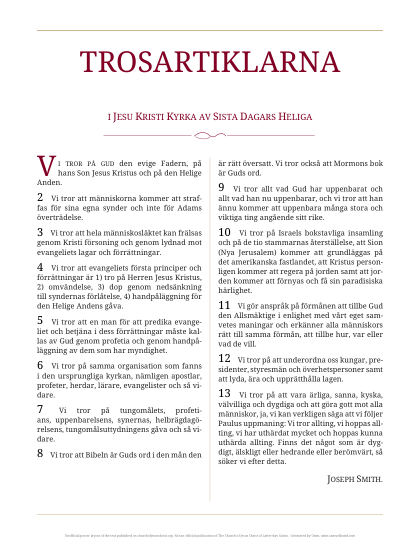 TROSARTIKLARNA
I JESU KRISTI KYRKA AV SISTA DAGARS HELIGA
VI TROR PÅ GUD den evige Fadern, på
hans Son Jesus Kristus och på den Helige
Anden.
2 Vi tror att människorna kommer att straf-
fas för sina egna synder och inte för Adams
överträdelse.
3 Vi tror att hela människosläktet kan frälsas
genom Kristi försoning och genom lydnad mot
evangeliets lagar och förrättningar.
4 Vi tror att evangeliets första principer och
förrättningar är 1) tro på Herren Jesus Kristus,
2) omvändelse, 3) dop genom nedsänkning
till syndernas förlåtelse, 4) handpåläggning för
den Helige Andens gåva.
5 Vi tror att en man för att predika evange-
liet och betjäna i dess förrättningar måste kal-
las av Gud genom profetia och genom handpå-
läggning av dem som har myndighet.
6 Vi tror på samma organisation som fanns
i den ursprungliga kyrkan, nämligen apostlar,
profeter, herdar, lärare, evangelister och så vi-
dare.
7 Vi tror på tungomålets, profeti-
ans, uppenbarelsens, synernas, helbrägdagö-
relsens, tungomålsuttydningens gåva och så vi-
dare.
8 Vi tror att Bibeln är Guds ord i den mån den
är rätt översatt. Vi tror också att Mormons bok
är Guds ord.
9 Vi tror allt vad Gud har uppenbarat och
allt vad han nu uppenbarar, och vi tror att han
ännu kommer att uppenbara många stora och
viktiga ting angående sitt rike.
10 Vi tror på Israels bokstavliga insamling
och på de tio stammarnas återställelse, att Sion
(Nya Jerusalem) kommer att grundläggas på
det amerikanska fastlandet, att Kristus person-
ligen kommer att regera på jorden samt att jor-
den kommer att förnyas och få sin paradisiska
härlighet.
11 Vi gör anspråk på förmånen att tillbe Gud
den Allsmäktige i enlighet med vårt eget sam-
vetes maningar och erkänner alla människors
rätt till samma förmån, att tillbe hur, var eller
vad de vill.
12 Vi tror på att underordna oss kungar, pre-
sidenter, styresmän och överhetspersoner samt
att lyda, ära och upprätthålla lagen.
13 Vi tror på att vara ärliga, sanna, kyska,
välvilliga och dygdiga och att göra gott mot alla
människor, ja, vi kan verkligen säga att vi följer
Paulus uppmaning: Vi tror allting, vi hoppas all-
ting, vi har uthärdat mycket och hoppas kunna
uthärda allting. Finns det något som är dyg-
digt, älskligt eller hedrande eller berömvärt, så
söker vi efter detta.
JOSEPH SMITH.